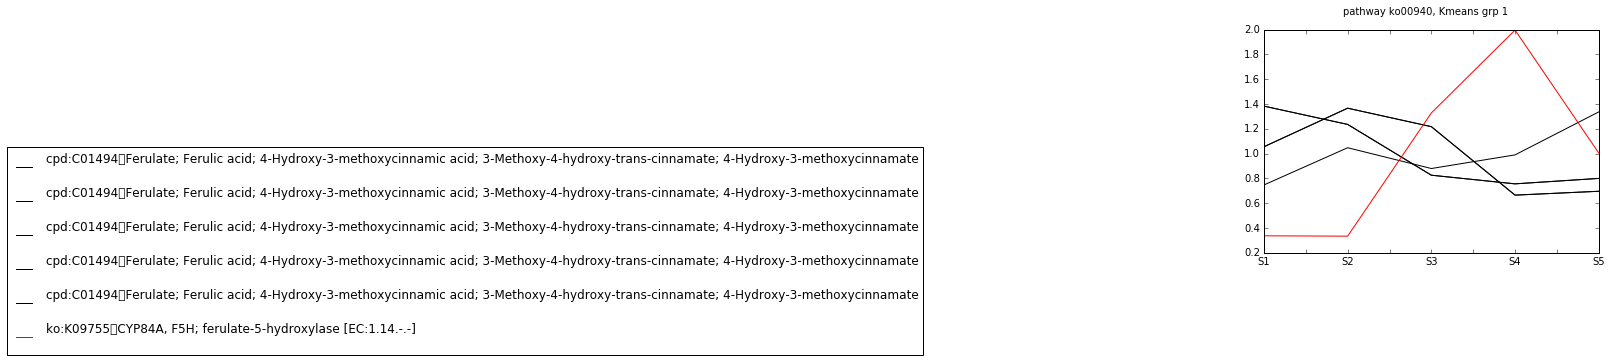 pathway ko00940, Kmeans grp 1
2.0
1.8
1.6
1.4
1.2
1.0
0.8
0.6
0.4
0.2
S1 S2 S3 S4 S5
cpd:C01494▯Ferulate; Ferulic acid; 4-Hydroxy-3-methoxycinnamic acid; 3-Methoxy-4-hydroxy-trans-cinnamate; 4-Hydroxy-3-methoxycinnamate
cpd:C01494▯Ferulate; Ferulic acid; 4-Hydroxy-3-methoxycinnamic acid; 3-Methoxy-4-hydroxy-trans-cinnamate; 4-Hydroxy-3-methoxycinnamate
cpd:C01494▯Ferulate; Ferulic acid; 4-Hydroxy-3-methoxycinnamic acid; 3-Methoxy-4-hydroxy-trans-cinnamate; 4-Hydroxy-3-methoxycinnamate
cpd:C01494▯Ferulate; Ferulic acid; 4-Hydroxy-3-methoxycinnamic acid; 3-Methoxy-4-hydroxy-trans-cinnamate; 4-Hydroxy-3-methoxycinnamate
cpd:C01494▯Ferulate; Ferulic acid; 4-Hydroxy-3-methoxycinnamic acid; 3-Methoxy-4-hydroxy-trans-cinnamate; 4-Hydroxy-3-methoxycinnamate
ko:K09755▯CYP84A, F5H; ferulate-5-hydroxylase [EC:1.14.-.-]